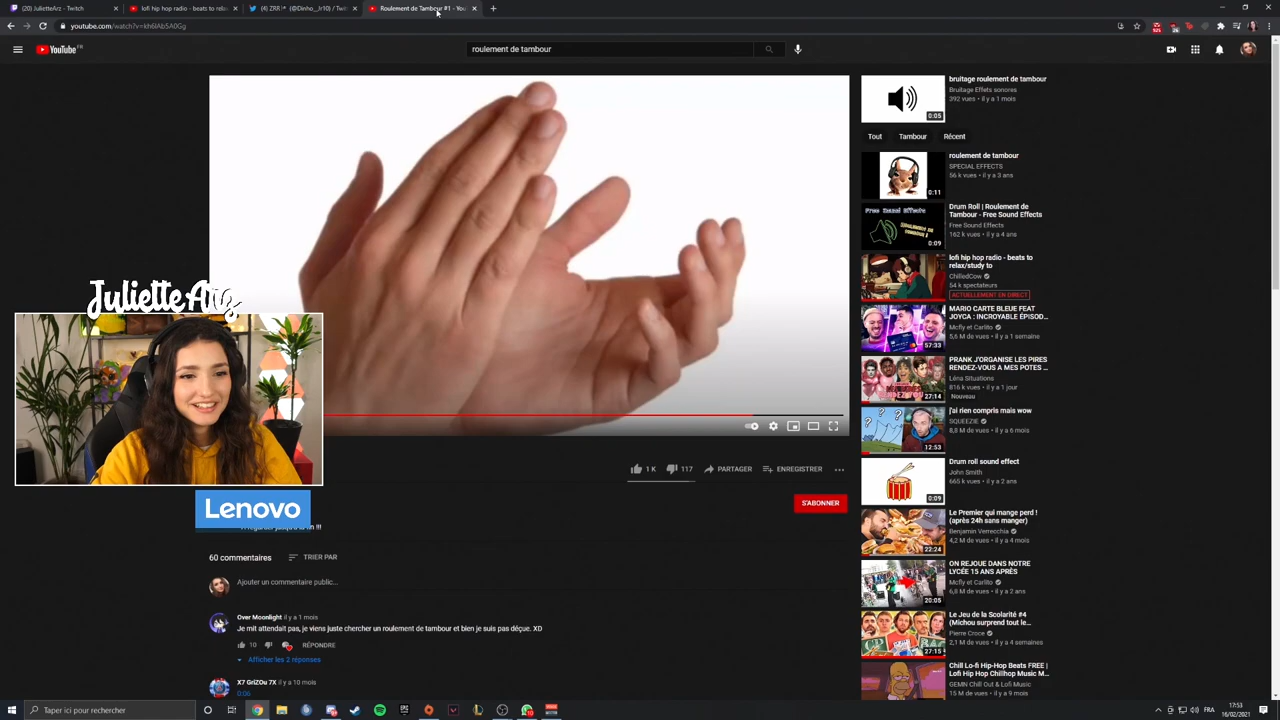 (20) JulietteArz - Twitch
lofi hip hop radio - beats to rel
(4) ZRR !* (@Dinho_Jr10) / Twit
Roulement de Tambour #1 - You
youtube.com/watch?v=kh6lAbSA0Gg
YouTube FR
roulement de tambour
bruitage roulement de tambour
Bruitage Effets sonores
392 vues • il y a 1 mois
0:05
Tout
Tambour
Récent
roulement de tambour
SPECIAL EFFECTS
56 k vues • il y a 3 ans
0:11
Drum Roll | Roulement de
Tambour - Free Sound Effects
Free Sound Effects
162 k vues • il y a 4 ans
Free Sound Effects
0:09
lofi hip hop radio - beats to
relax/study to
ChilledCow
54 k spectateurs
ACTUELLEMENT EN DIRECT
MARIO CARTE BLEUE FEAT
JOYCA : INCROYABLE ÉPISOD...
Mcfly et Carlito
5,6 M de vues • il y a 1 semaine
57:33
PRANK J'ORGANISE LES PIRES
RENDEZ-VOUS A MES POTES ...
Léna Situations
816 k vues • il y a 1 jour
Nouveau
27:14
j'ai rien compris mais wow
SQUEEZIE
8,8 M de vues • il y a 6 mois
12:53
Drum roll sound effect
John Smith
665 k vues • il y a 2 ans
0:09
Le Premier qui mange perd !
(après 24h sans manger)
Benjamin Verrecchia
4,2 M de vues • il y a 4 mois
22:24
ON REJOUE DANS NOTRE
LYCÉE 15 ANS APRÈS
Mcfly et Carlito
6,8 M de vues • il y a 2 ans
20:05
Le Jeu de la Scolarité #4
(Michou surprend tout le...
Pierre Croce
2,1 M de vues • il y a 4 semaines
27:15
Chill Lo-fi Hip-Hop Beats FREE |
Lofi Hip Hop Chillhop Music M...
GEMN Chill Out & Lofi Music
15 M de vues • il y a 9 mois
JulietteArz
Lenovo
1 K
117
PARTAGER
ENREGISTRER
S'ABONNER
60 commentaires
TRIER PAR
Ajouter un commentaire public...
Over Moonlight il y a 1 mois
Je mit attendait pas, je viens juste chercher un roulement de tambour et bien je suis pas déçue. XD
10
RÉPONDRE
Afficher les 2 réponses
X7 GriZOu 7X il y a 10 mois
0:06
Taper ici pour rechercher
FRA
17:53
16/02/2021